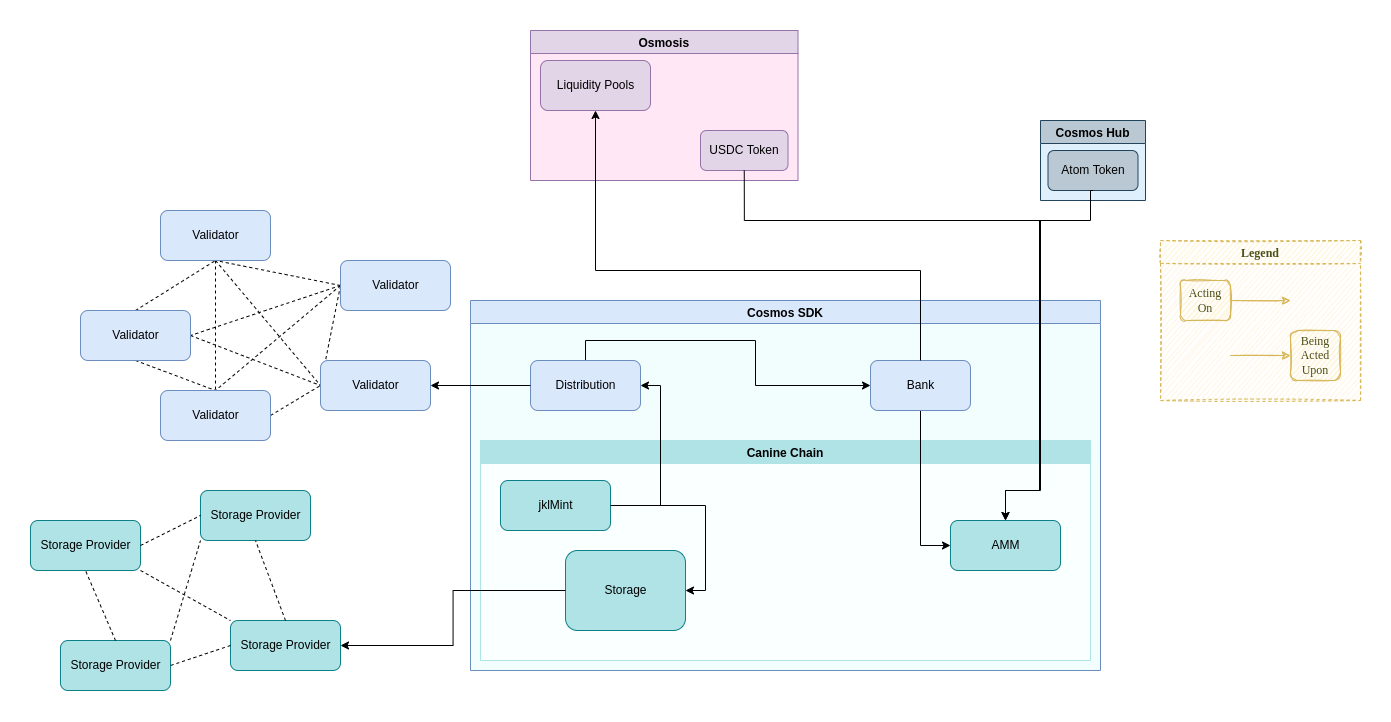 Osmosis
Liquidity Pools
USDC Token
Cosmos Hub
Atom Token
Validator
Validator
Validator
Validator
Validator
Legend
Acting
On
Being
Acted
Upon
Cosmos SDK
Distribution
Bank
Canine Chain
jklMint
Storage
AMM
Storage Provider
Storage Provider
Storage Provider
Storage Provider